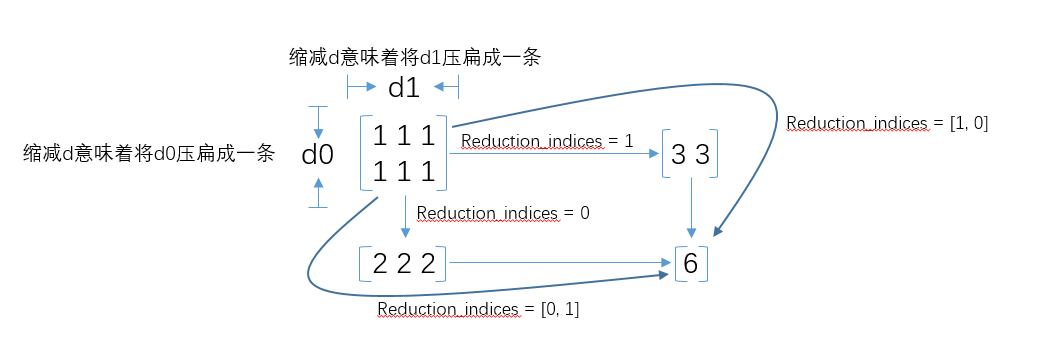 缩减d意味着将d1压扁成一条
d1
Reduction_indices = [1, 0]
1 1 1
Reduction_indices = 1
缩减d意味着将d0压扁成一条
d0
3 3
1 1 1
Reduction_indices = 0
2 2 2
6
Reduction_indices = [0, 1]